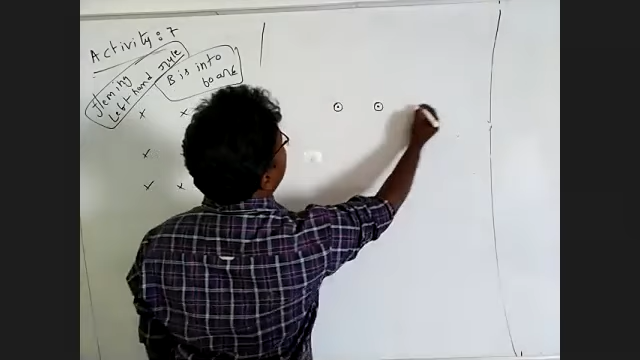 Activity : 7
Fleming
Left hand rule
B is into
board
x x
x
x x